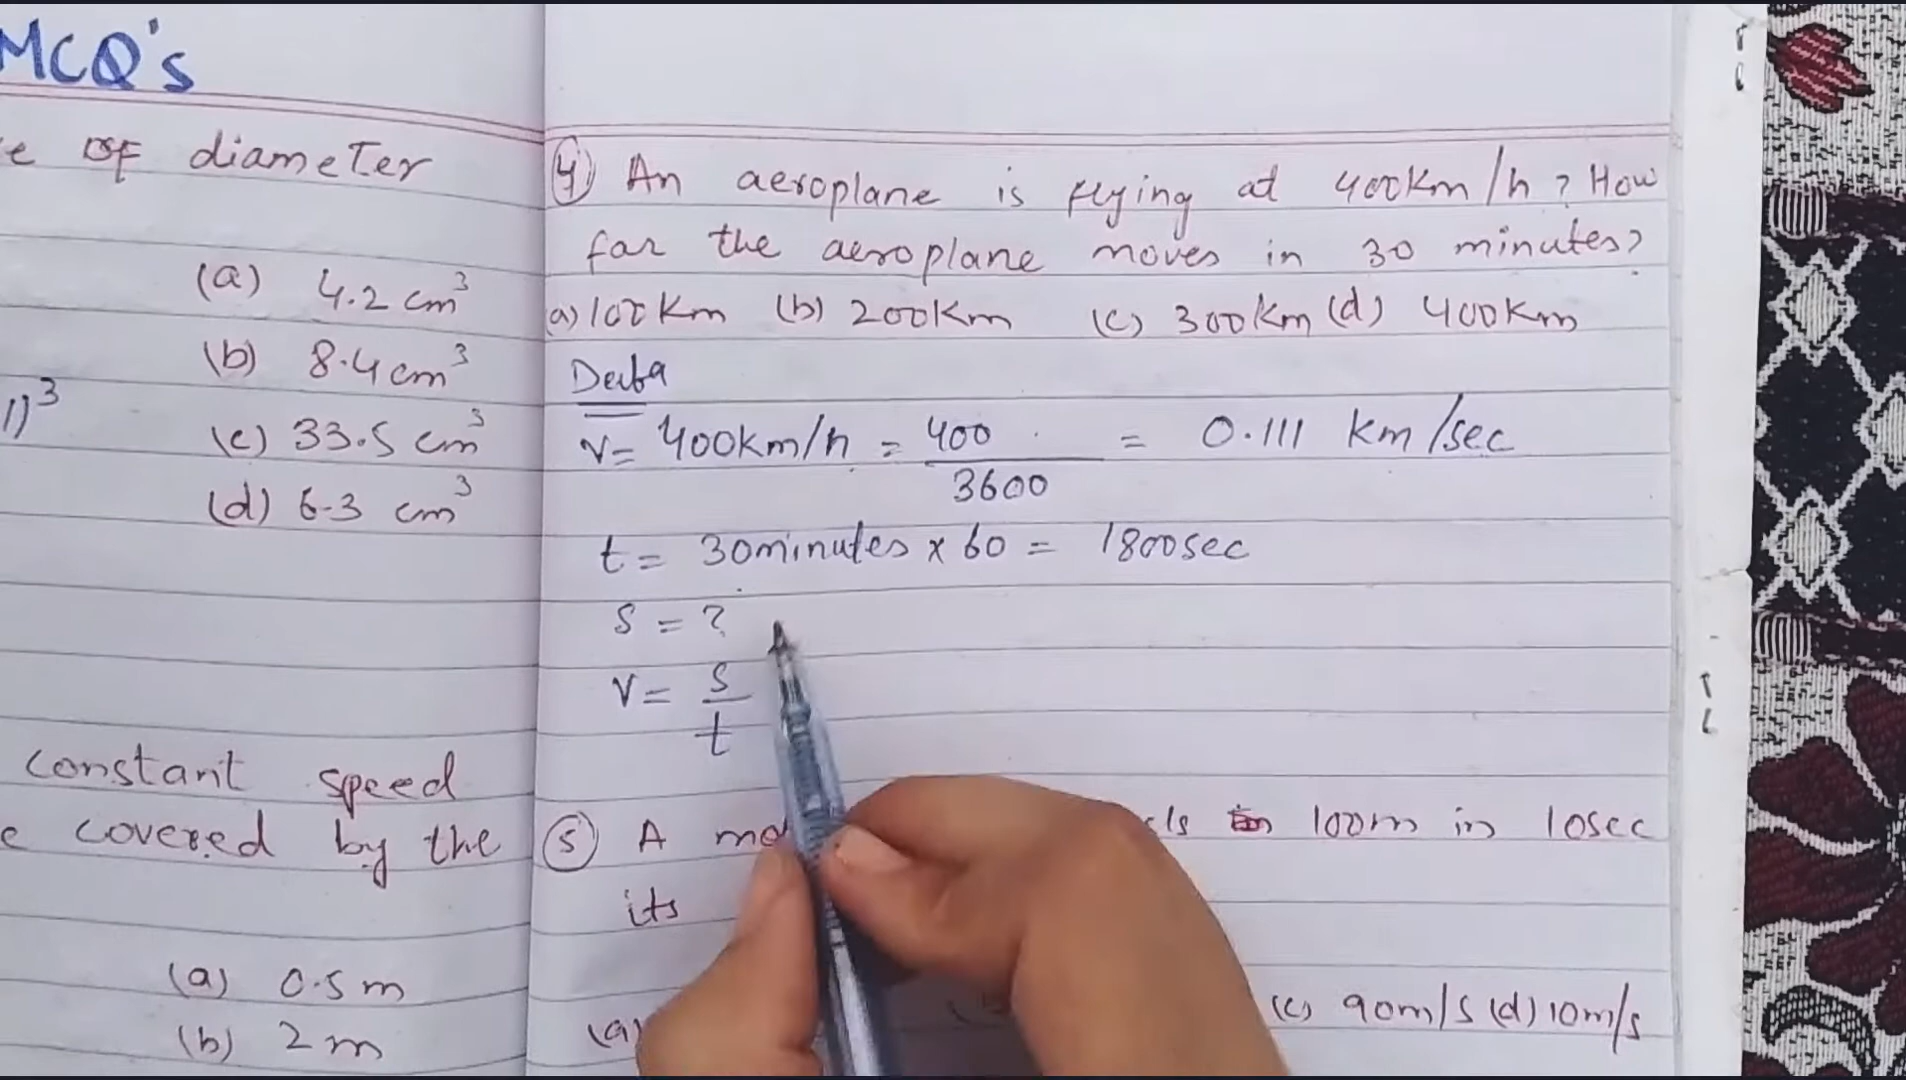 MCQ's
e of diameter
(a) 4.2 cm³
(b) 8.4 cm³
1)³
(c) 33.5 cm³
(d) 6.3 cm³
constant speed
e covered by the
(a) 0.5 m
(b) 2 m
(4) An aeroplane is flying at 400km/h? How
far the aeroplane moves in 30 minutes?
(a) 100 Km (b) 200Km (c) 300km (d) 400Km
V = 400km/h = 400/3600 = 0.111 km/sec
t = 30minutes x 60 = 1800sec
S = ?
V = S/t
(5) A 100m in 10sec
its
(a) (c) 90m/s (d) 10m/s